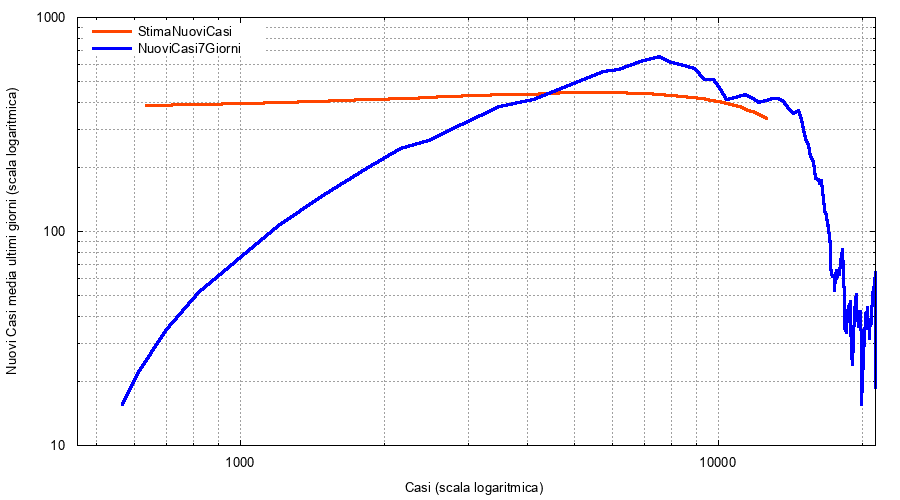 1000
StimaNuoviCasi
NuoviCasi7Giorni
Nuovi Casi media ultimi giorni (scala logaritmica)
100
10
1000
10000
Casi (scala logaritmica)